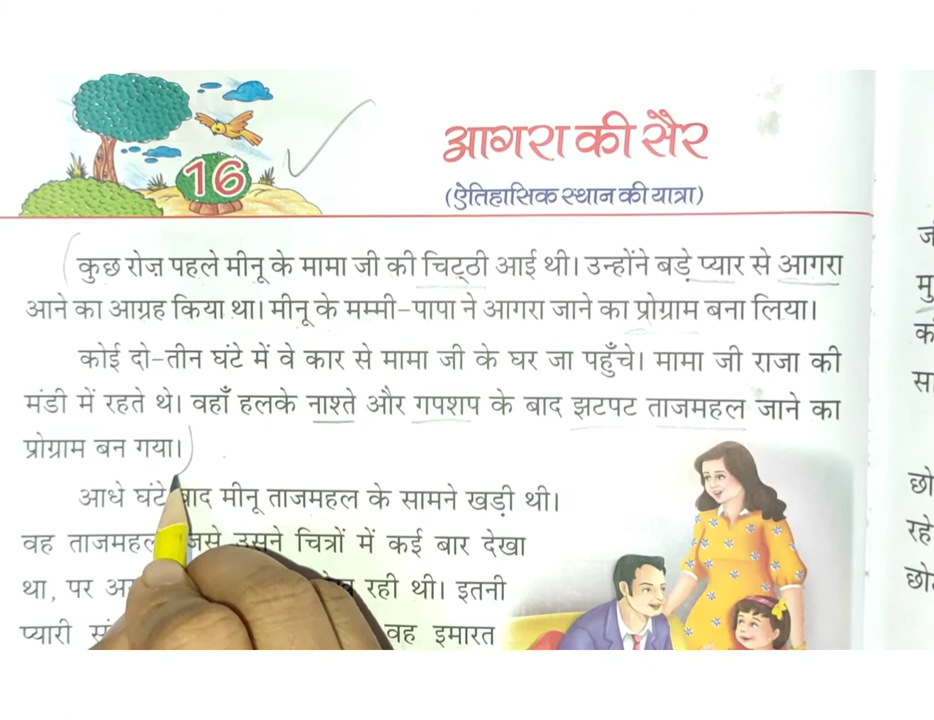 16
आगरा की सैर
(ऐतिहासिक स्थान की यात्रा)
कुछ रोज़ पहले मीनू के मामा जी की चिट्ठी आई थी। उन्होंने बड़े प्यार से आगरा
आने का आग्रह किया था। मीनू के मम्मी-पापा ने आगरा जाने का प्रोग्राम बना लिया।
कोई दो-तीन घंटे में वे कार से मामा जी के घर जा पहुँचे। मामा जी राजा की
मंडी में रहते थे। वहाँ हलके नाश्ते और गपशप के बाद झटपट ताजमहल जाने का
प्रोग्राम बन गया।
आधे घंटे बाद मीनू ताजमहल के सामने खड़ी थी।
वह ताजमहल उसने चित्रों में कई बार देखा
था, पर रही थी। इतनी
प्यारी वह इमारत
छो
रहे